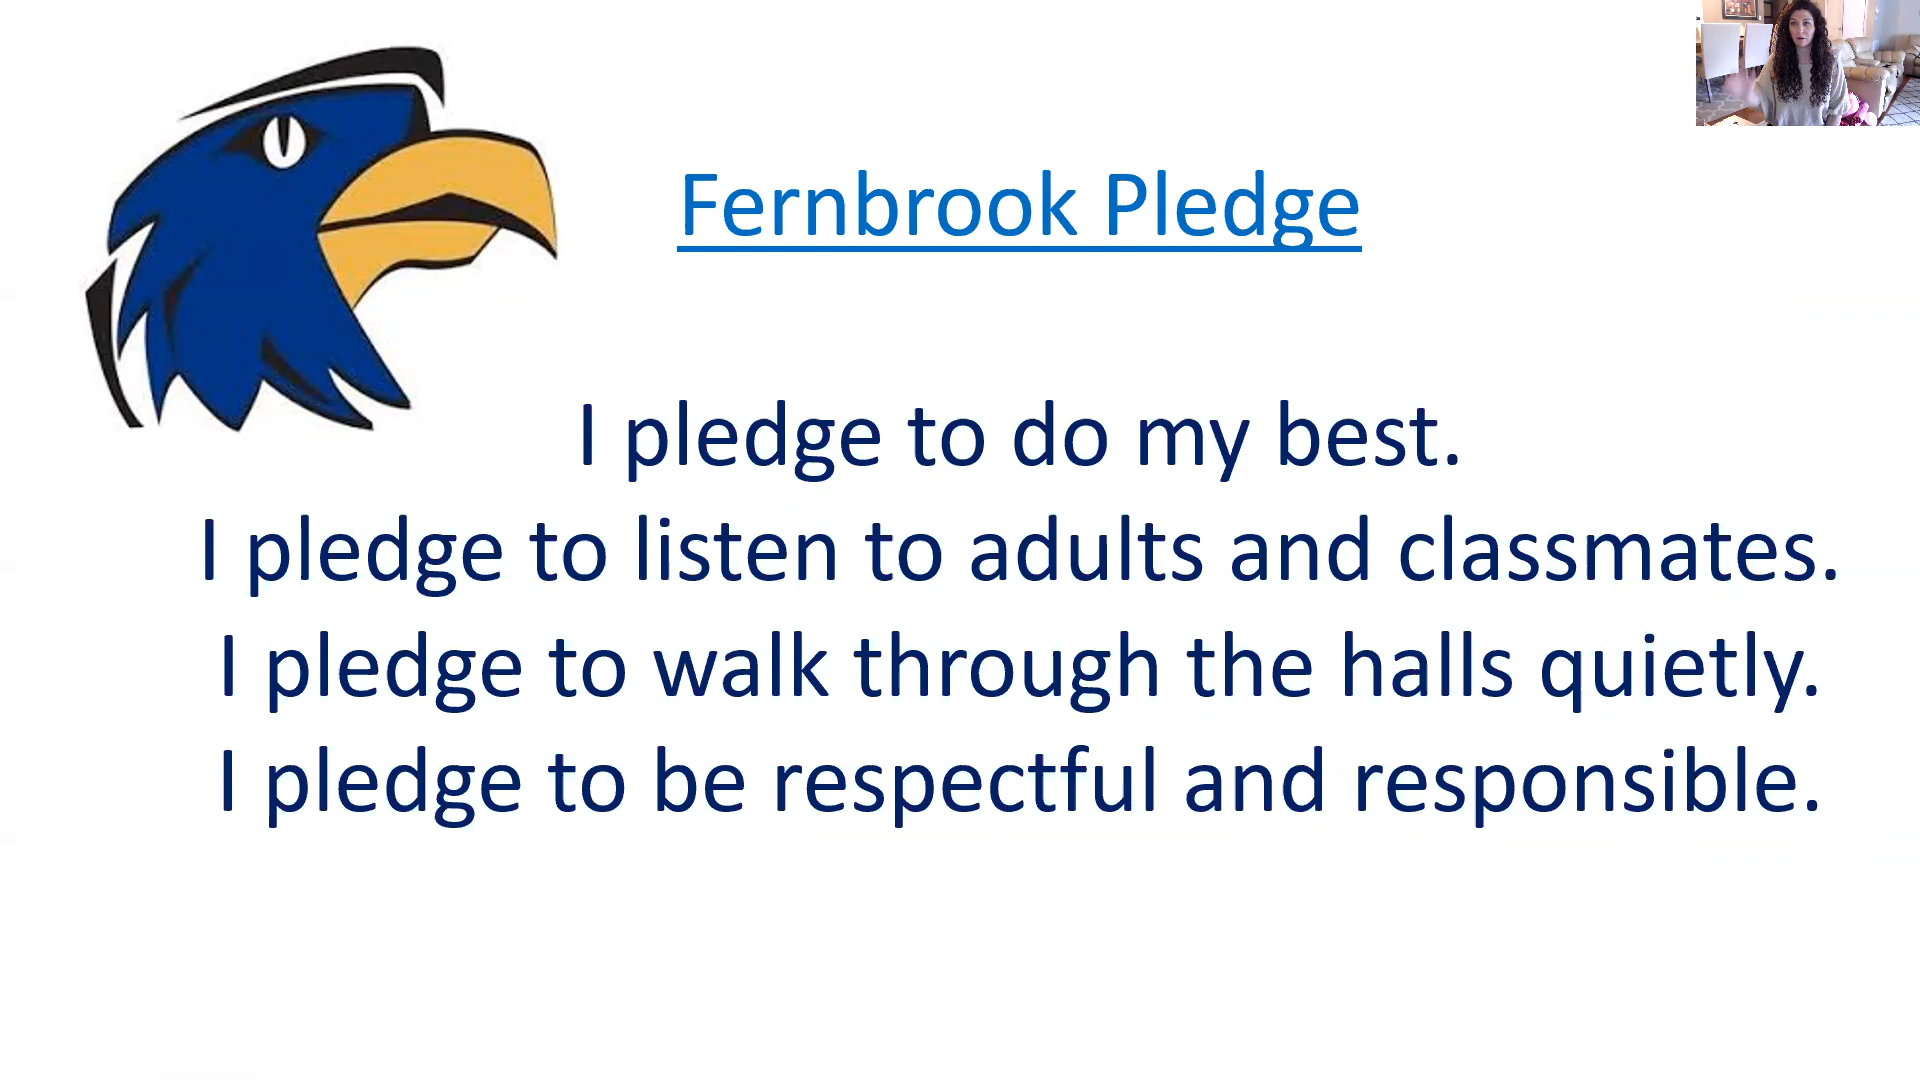 Fernbrook Pledge
I pledge to do my best.
I pledge to listen to adults and classmates.
I pledge to walk through the halls quietly.
I pledge to be respectful and responsible.